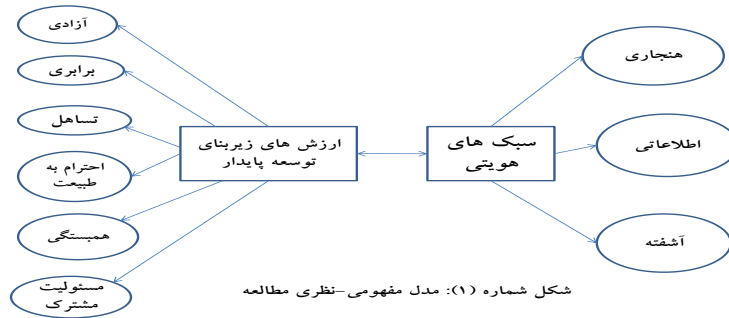 هنجاری
اطلاعاتی
آشفته
سبک های
هویتی
ارزش های زیربنای
توسعه پایدار
آزادی
برابری
تساهل
احترام به
طبیعت
همبستگی
مسئولیت
مشترک
شکل شماره (۱): مدل مفهومی-نظری مطالعه